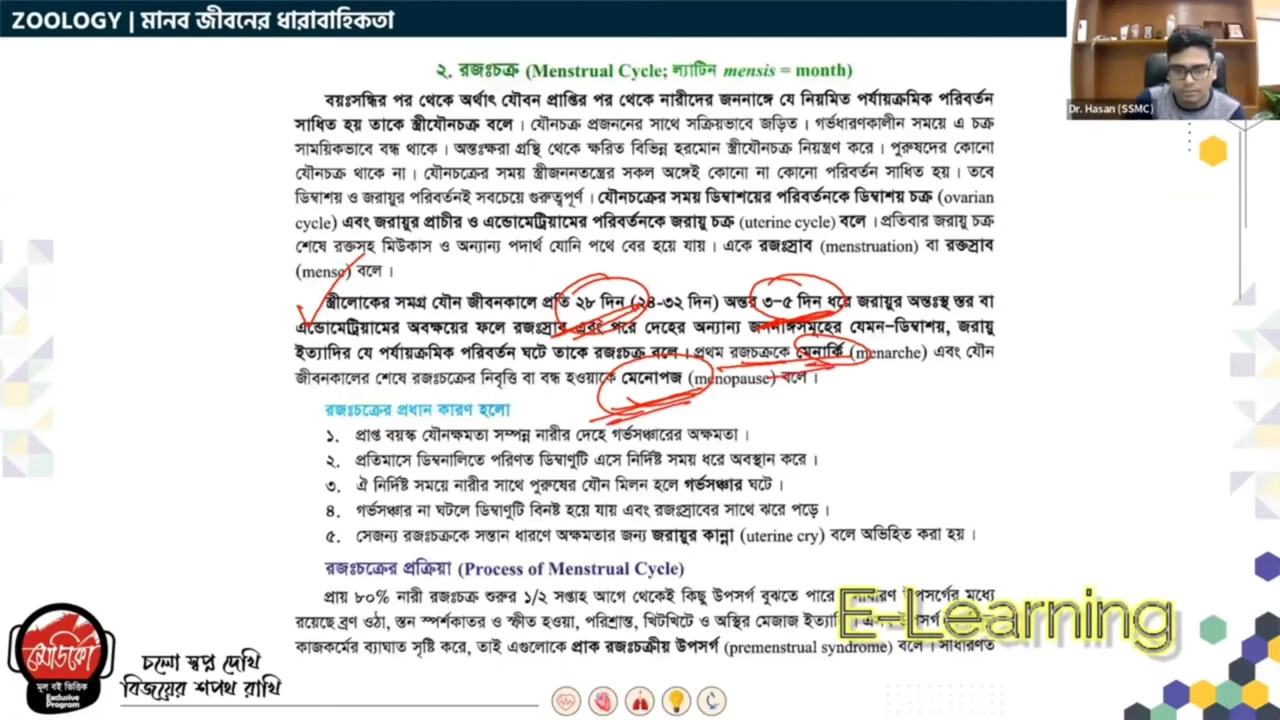 ZOOLOGY | মানব জীবনের ধারাবাহিকতা
Dr. Hasan (SSMC)
২. রজঃচক্র (Menstrual Cycle; ল্যাটিন mensis = month)
বয়ঃসন্ধির পর থেকে অর্থাৎ যৌবন প্রাপ্তির পর থেকে নারীদের জননাঙ্গে যে নিয়মিত পর্যায়ক্রমিক পরিবর্তন
সাধিত হয় তাকে স্ত্রীযৌনচক্র বলে। যৌনচক্র প্রজননের সাথে সক্রিয়ভাবে জড়িত। গর্ভধারণকালীন সময়ে এ চক্র
সাময়িকভাবে বন্ধ থাকে। অন্তঃক্ষরা গ্রন্থি থেকে ক্ষরিত বিভিন্ন হরমোন স্ত্রীযৌনচক্র নিয়ন্ত্রণ করে। পুরুষদের কোনো
যৌনচক্র থাকে না। যৌনচক্রের সময় স্ত্রীজননতন্ত্রের সকল অঙ্গেই কোনো না কোনো পরিবর্তন সাধিত হয়। তবে
ডিম্বাশয় ও জরায়ুর পরিবর্তনই সবচেয়ে গুরুত্বপূর্ণ। যৌনচক্রের সময় ডিম্বাশয়ের পরিবর্তনকে ডিম্বাশয় চক্র (ovarian
cycle) এবং জরায়ুর প্রাচীর ও এন্ডোমেট্রিয়ামের পরিবর্তনকে জরায়ু চক্র (uterine cycle) বলে। প্রতিবার জরায়ু চক্র
শেষে রক্তসহ মিউকাস ও অন্যান্য পদার্থ যোনি পথে বের হয়ে যায়। একে রজঃস্রাব (menstruation) বা রক্তস্রাব
(mense) বলে।
স্ত্রীলোকের সমগ্র যৌন জীবনকালে প্রতি ২৮ দিন (২৪-৩২ দিন) অন্তর ৩–৫ দিন ধরে জরায়ুর অন্তঃস্থ স্তর বা
এন্ডোমেট্রিয়ামের অবক্ষয়ের ফলে রজঃস্রাব এবং পরে দেহের অন্যান্য জননাঙ্গসমূহের যেমন–ডিম্বাশয়, জরায়ু
ইত্যাদির যে পর্যায়ক্রমিক পরিবর্তন ঘটে তাকে রজঃচক্র বলে। প্রথম রজচক্রকে মেনার্কি (menarche) এবং যৌন
জীবনকালের শেষে রজঃচক্রের নিবৃত্তি বা বন্ধ হওয়াকে মেনোপজ (menopause) বলে।
রজঃচক্রের প্রধান কারণ হলো
১. প্রাপ্ত বয়স্ক যৌনক্ষমতা সম্পন্ন নারীর দেহে গর্ভসঞ্চারের অক্ষমতা।
২. প্রতিমাসে ডিম্বনালিতে পরিণত ডিম্বাণুটি এসে নির্দিষ্ট সময় ধরে অবস্থান করে।
৩. ঐ নির্দিষ্ট সময়ে নারীর সাথে পুরুষের যৌন মিলন হলে গর্ভসঞ্চার ঘটে।
৪. গর্ভসঞ্চার না ঘটলে ডিম্বাণুটি বিনষ্ট হয়ে যায় এবং রজঃস্রাবের সাথে ঝরে পড়ে।
৫. সেজন্য রজঃচক্রকে সন্তান ধারণে অক্ষমতার জন্য জরায়ুর কান্না (uterine cry) বলে অভিহিত করা হয়।
রজঃচক্রের প্রক্রিয়া (Process of Menstrual Cycle)
প্রায় ৮০% নারী রজঃচক্র শুরুর ১/২ সপ্তাহ আগে থেকেই কিছু উপসর্গ বুঝতে পারে। উপসর্গের মধ্যে
রয়েছে ব্রণ ওঠা, স্তন স্পর্শকাতর ও স্ফীত হওয়া, পরিশ্রান্ত, খিটখিটে ও অস্থির মেজাজ
কাজকর্মের ব্যাঘাত সৃষ্টি করে, তাই এগুলোকে প্রাক রজঃচক্রীয় উপসর্গ (premenstrual syndrome) বলে। সাধারণত
E-Learning
মেডিকো
মূল বই ভিত্তিক
Exclusive
Program
চলো স্বপ্ন দেখি
বিজয়ের শপথ রাখি